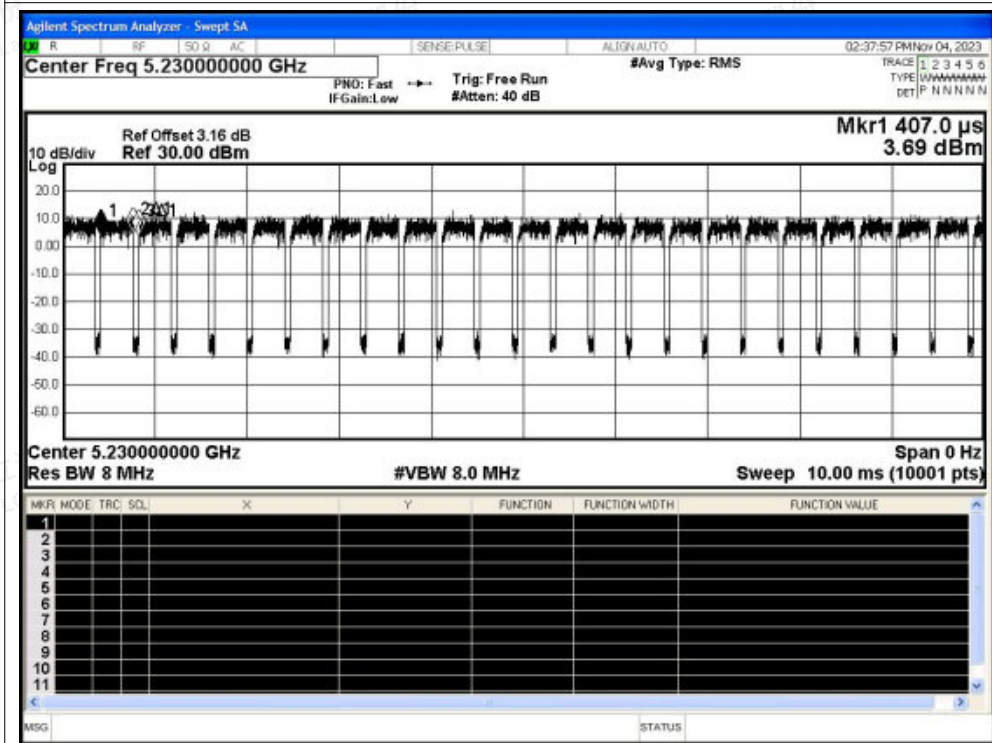 Agilent Spectrum Analyzer - Swept SA
LXI R RF 50 Ω AC SENSE:PULSE ALIGN AUTO 02:37:57 PM Nov 04, 2023
Center Freq 5.230000000 GHz #Avg Type: RMS TRACE 1 2 3 4 5 6
PNO: Fast Trig: Free Run TYPE
IFGain:Low #Atten: 40 dB DET P N N N N N
Ref Offset 3.16 dB Mkr1 407.0 µs
10 dB/div Ref 30.00 dBm 3.69 dBm
Log
20.0
10.0
0.00
-10.0
-20.0
-30.0
-40.0
-50.0
-60.0
1
Center 5.230000000 GHz Span 0 Hz
Res BW 8 MHz #VBW 8.0 MHz Sweep 10.00 ms (10001 pts)
MKR MODE TRC SCL X Y FUNCTION FUNCTION WIDTH FUNCTION VALUE
1
2
3
4
5
6
7
8
9
10
11
MSG STATUS